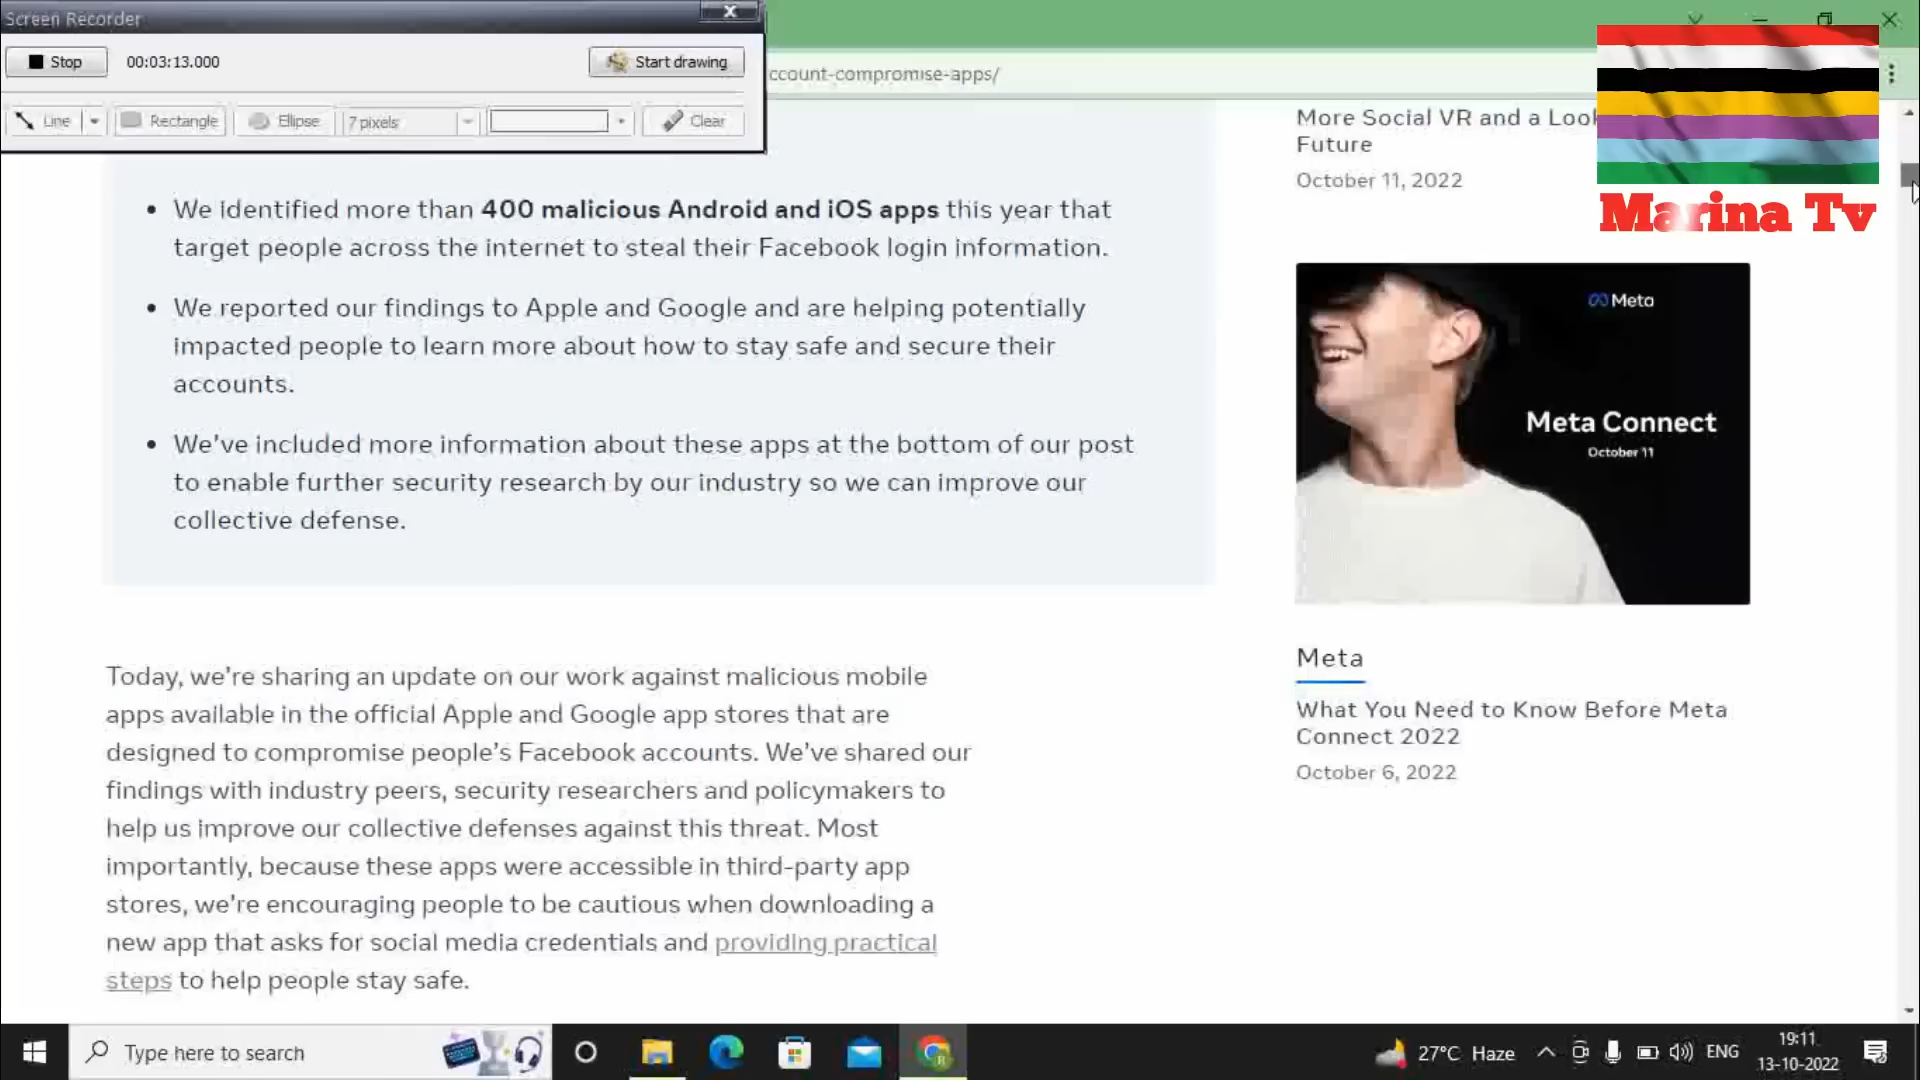 Screen Recorder
Stop
00:03:13.000
Start drawing
Line
Rectangle
Ellipse
7 pixels
Clear
ccount-compromise-apps/
We identified more than 400 malicious Android and iOS apps this year that
target people across the internet to steal their Facebook login information.
We reported our findings to Apple and Google and are helping potentially
impacted people to learn more about how to stay safe and secure their
accounts.
We've included more information about these apps at the bottom of our post
to enable further security research by our industry so we can improve our
collective defense.
Today, we're sharing an update on our work against malicious mobile
apps available in the official Apple and Google app stores that are
designed to compromise people's Facebook accounts. We've shared our
findings with industry peers, security researchers and policymakers to
help us improve our collective defenses against this threat. Most
importantly, because these apps were accessible in third-party app
stores, we're encouraging people to be cautious when downloading a
new app that asks for social media credentials and providing practical
steps to help people stay safe.
More Social VR and a Loo
Future
October 11, 2022
Marina Tv
Meta
Meta Connect
October 11
Meta
What You Need to Know Before Meta
Connect 2022
October 6, 2022
Type here to search
27°C Haze
ENG
19:11
13-10-2022